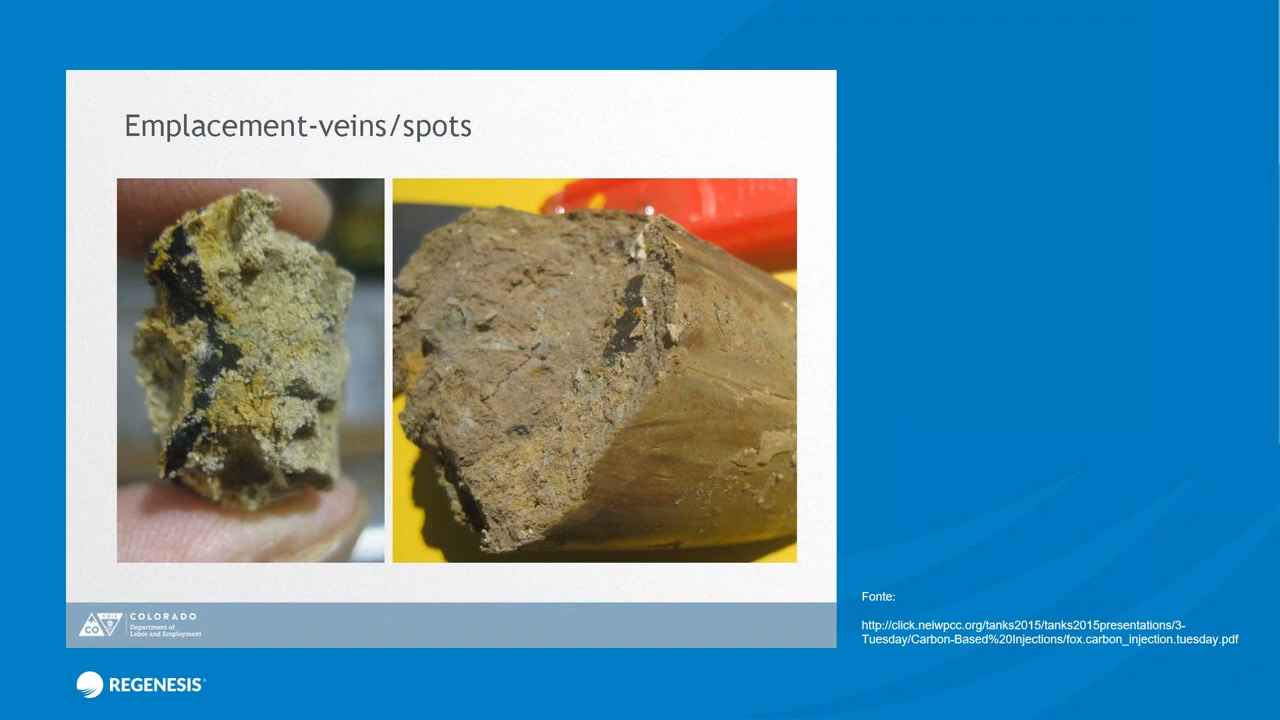 Emplacement-veins/spots
CO
CDLE
COLORADO
Department of
Labor and Employment
Fonte:
http://click.neiwpcc.org/tanks2015/tanks2015presentations/3-
Tuesday/Carbon-Based%20Injections/fox.carbon_injection.tuesday.pdf
REGENESIS